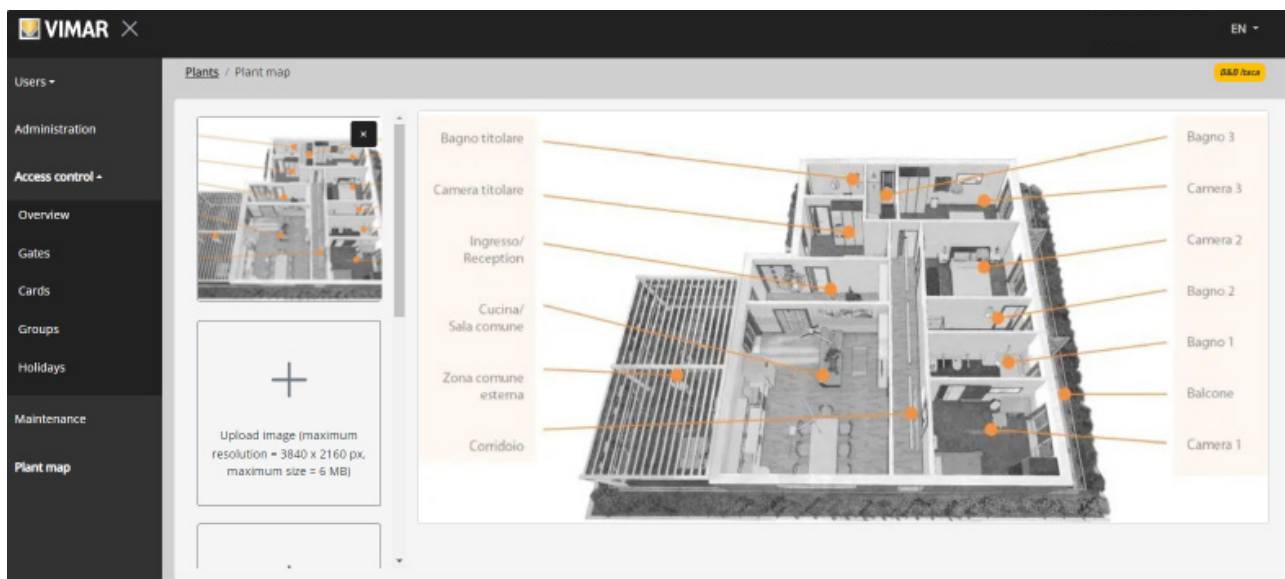 VIMAR
EN
Users
Administration
Access control
Overview
Gates
Cards
Groups
Holidays
Maintenance
Plant map
Plants / Plant map
B&B Itaca
Upload image (maximum
resolution = 3840 x 2160 px,
maximum size = 6 MB)
Bagno titolare
Camera titolare
Ingresso/
Reception
Cucina/
Sala comune
Zona comune
esterna
Corridoio
Bagno 3
Camera 3
Camera 2
Bagno 2
Bagno 1
Balcone
Camera 1